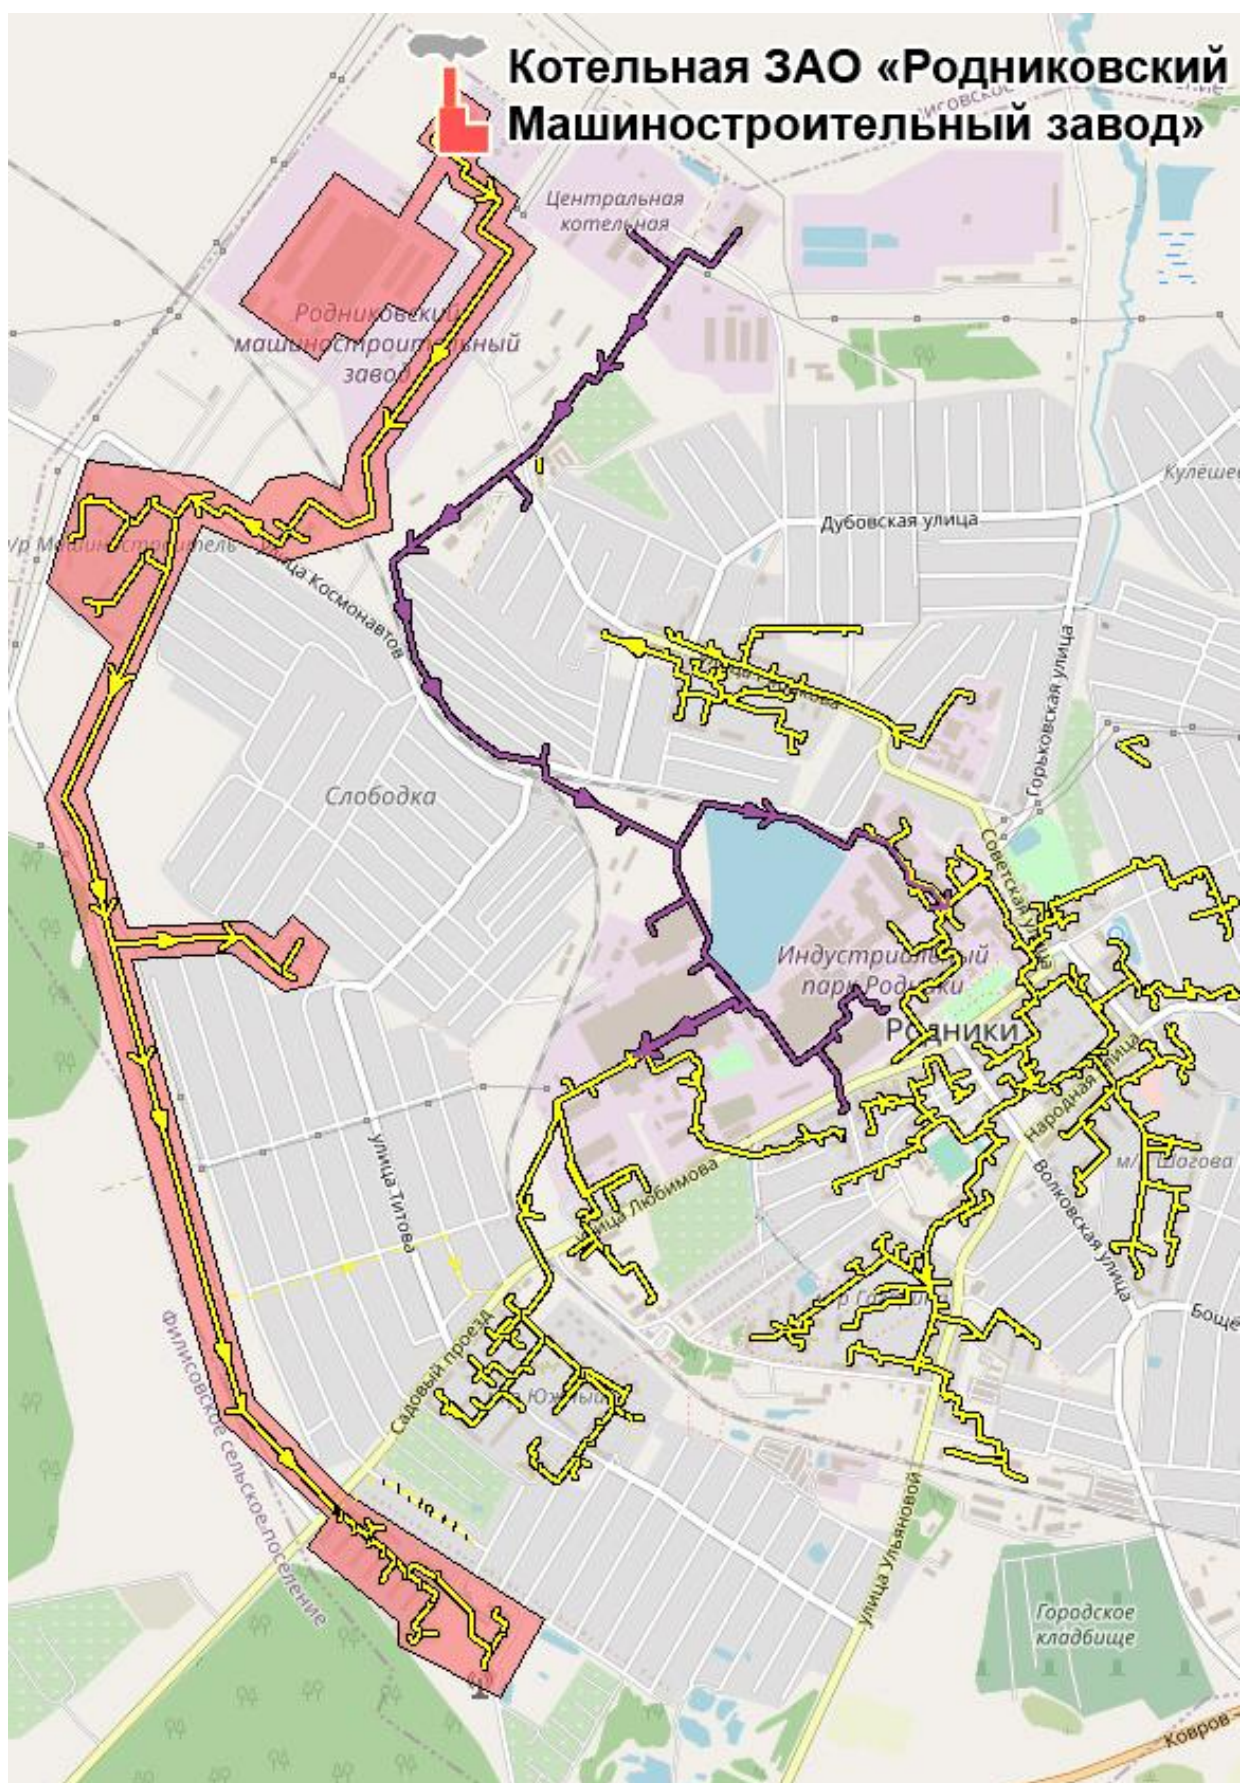 Котельная ЗАО «Родниковский
Машиностроительный завод»
Центральная
котельная
Родниковский
машиностроительный
завод
Кулёшев
Дубовская улица
улица Космонавтов
Горьковская улица
Слободка
Советская улица
Индустриальный
парк Родники
Родники
Народная улица
улица Титова
улица Любимова
Волковская улица
Бощё
Садовый проезд
Филисовское сельское поселение
улица Ульяновой
Городское
кладбище
Ковров